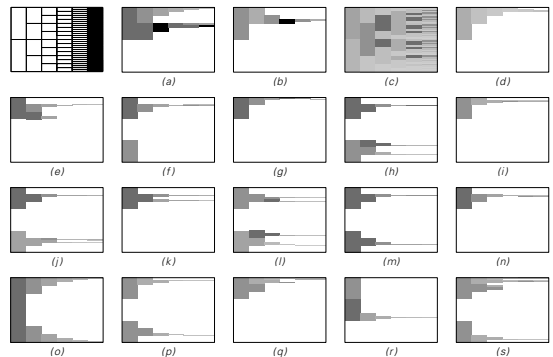 (a) (b) (c) (d)
(e) (f) (g) (h) (i)
(j) (k) (l) (m) (n)
(o) (p) (q) (r) (s)